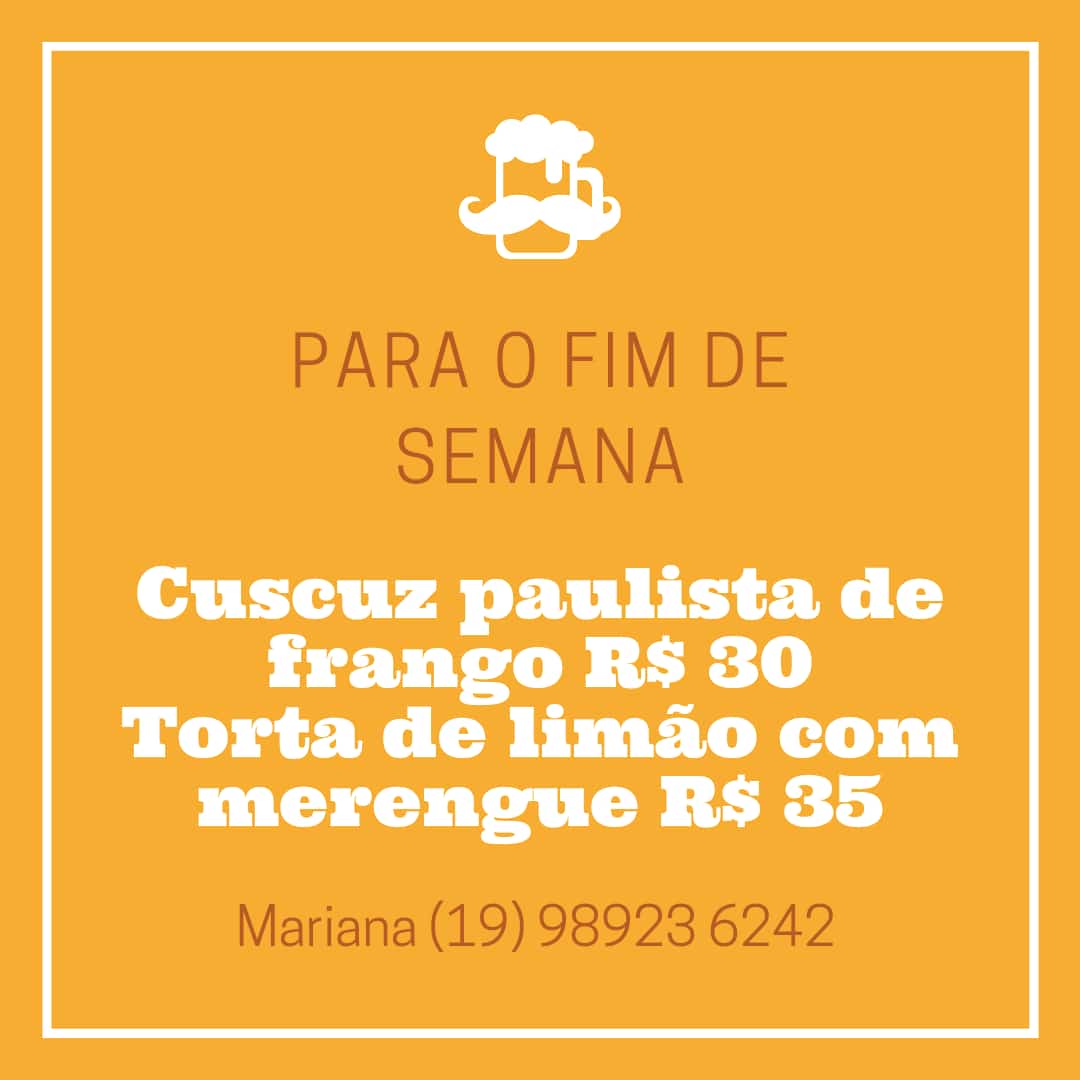 PARA O FIM DE
SEMANA
Cuscuz paulista de
frango R$ 30
Torta de limão com
merengue R$ 35
Mariana (19) 98923 6242